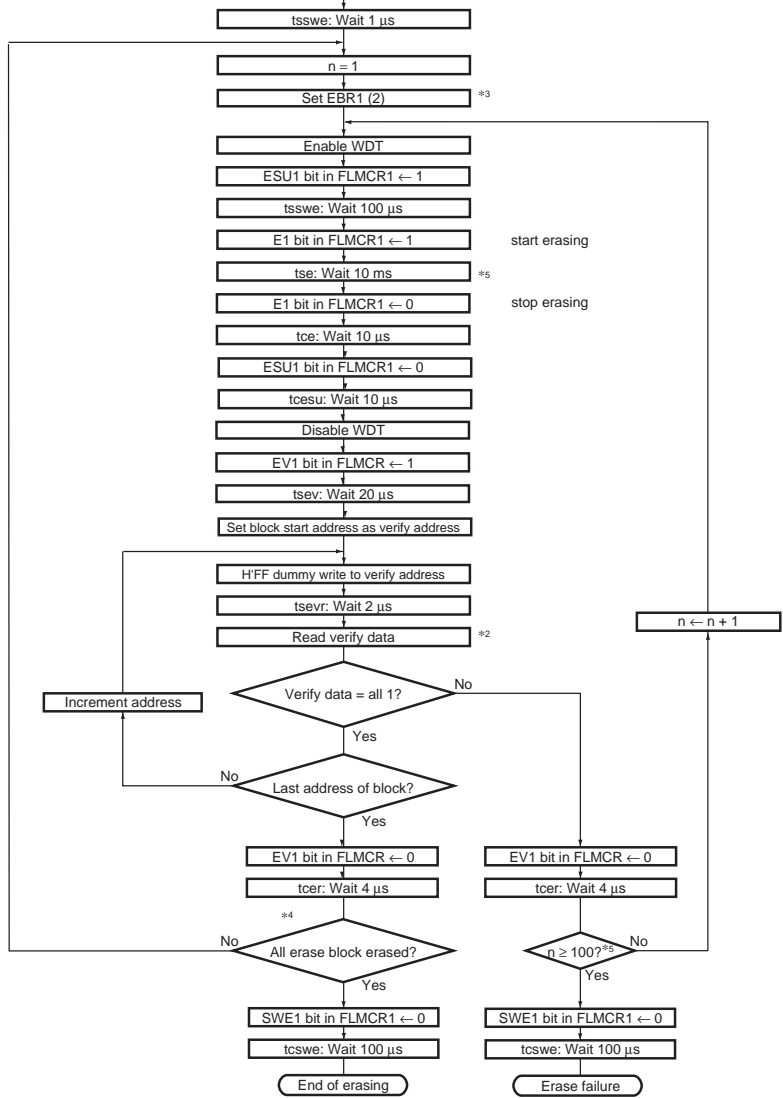 tsswe: Wait 1 µs
n = 1
Set EBR1 (2)
*3
Enable WDT
ESU1 bit in FLMCR1 ← 1
tsswe: Wait 100 µs
E1 bit in FLMCR1 ← 1
start erasing
tse: Wait 10 ms
*5
E1 bit in FLMCR1 ← 0
stop erasing
tce: Wait 10 µs
ESU1 bit in FLMCR1 ← 0
tcesu: Wait 10 µs
Disable WDT
EV1 bit in FLMCR ← 1
tsev: Wait 20 µs
Set block start address as verify address
H'FF dummy write to verify address
tsevr: Wait 2 µs
Read verify data
*2
n ← n + 1
Verify data = all 1?
No
Increment address
Yes
No
Last address of block?
Yes
EV1 bit in FLMCR ← 0
EV1 bit in FLMCR ← 0
tcer: Wait 4 µs
tcer: Wait 4 µs
*4
No
All erase block erased?
n ≥ 100?*5
No
Yes
Yes
SWE1 bit in FLMCR1 ← 0
SWE1 bit in FLMCR1 ← 0
tcswe: Wait 100 µs
tcswe: Wait 100 µs
End of erasing
Erase failure